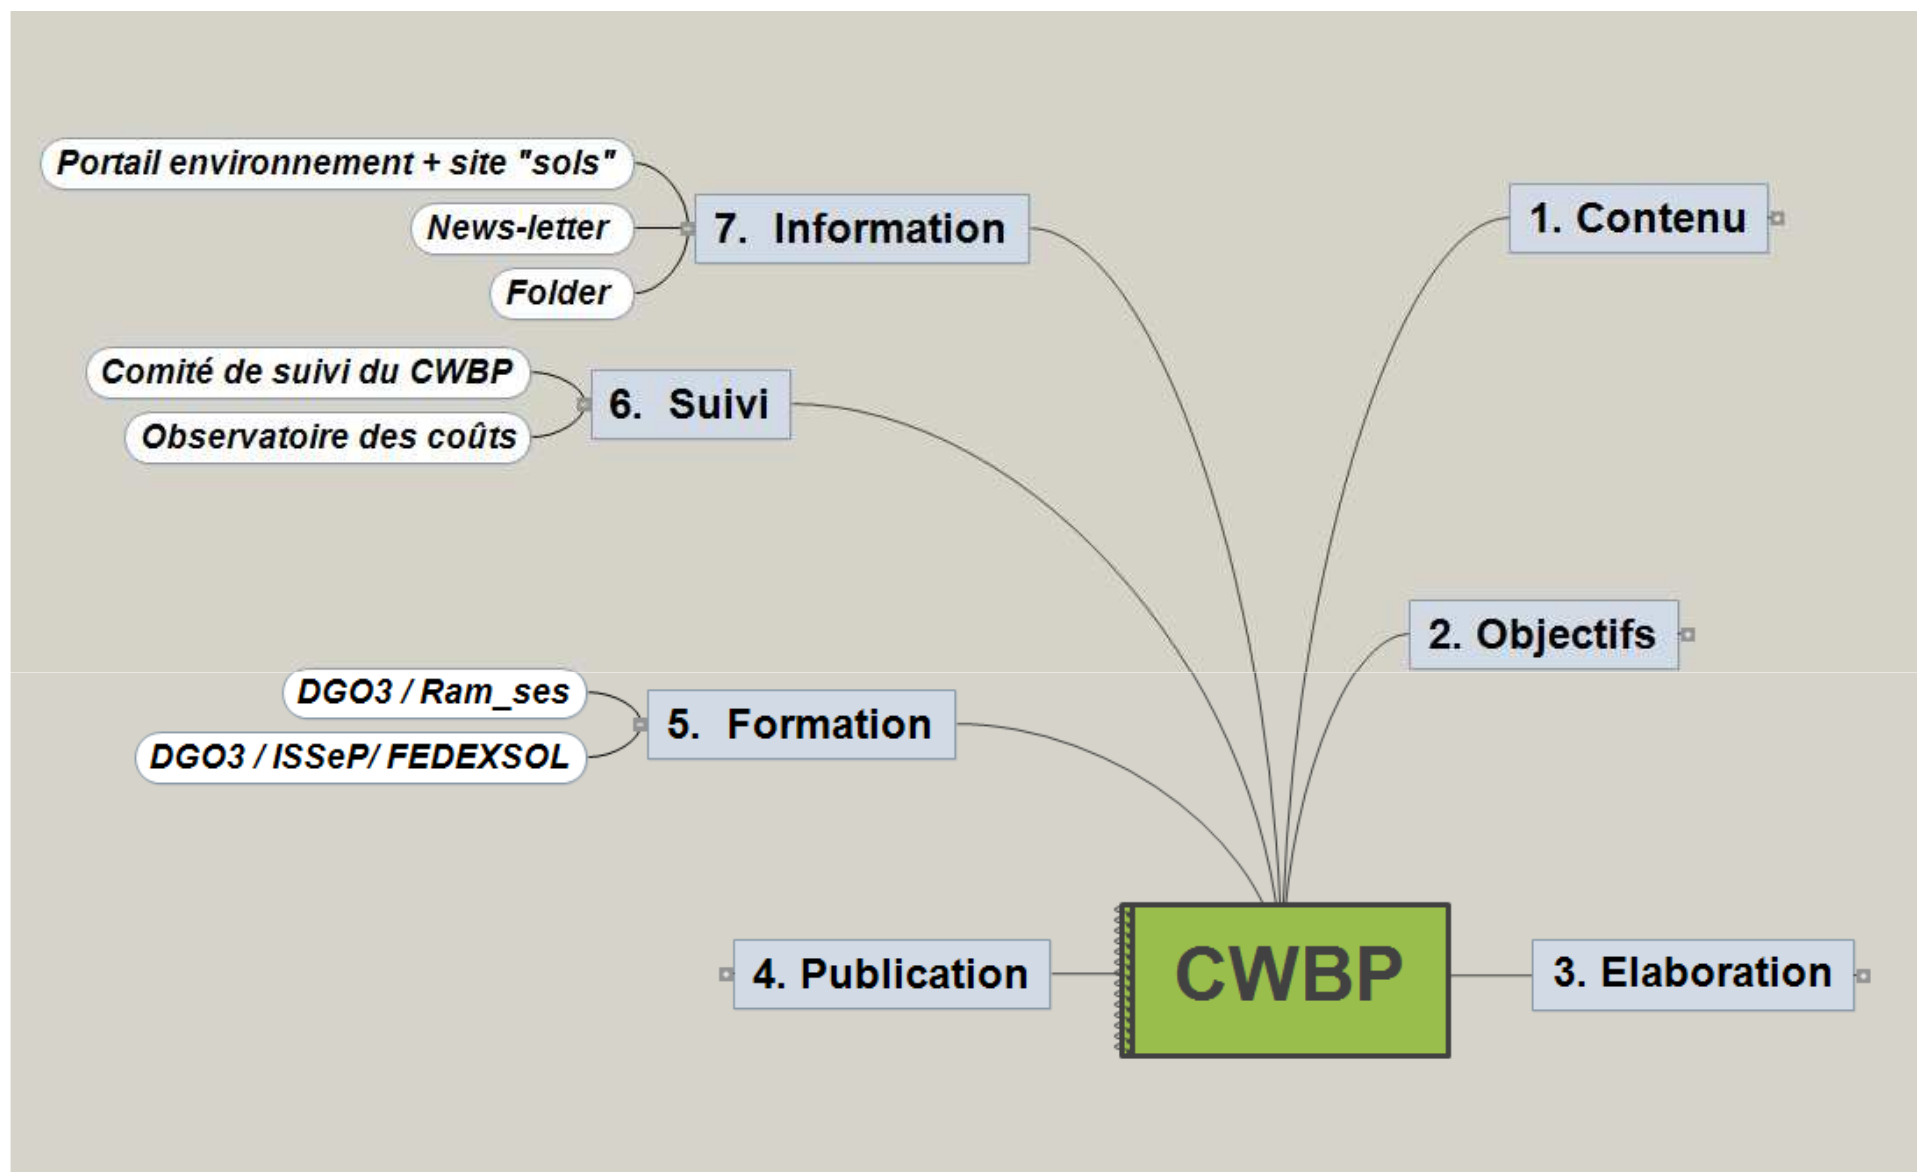 Portail environnement + site "sols"
News-letter
Folder
7. Information
Comité de suivi du CWBP
Observatoire des coûts
6. Suivi
DGO3 / Ram_ses
DGO3 / ISSeP/ FEDEXSOL
5. Formation
4. Publication
CWBP
1. Contenu
2. Objectifs
3. Elaboration